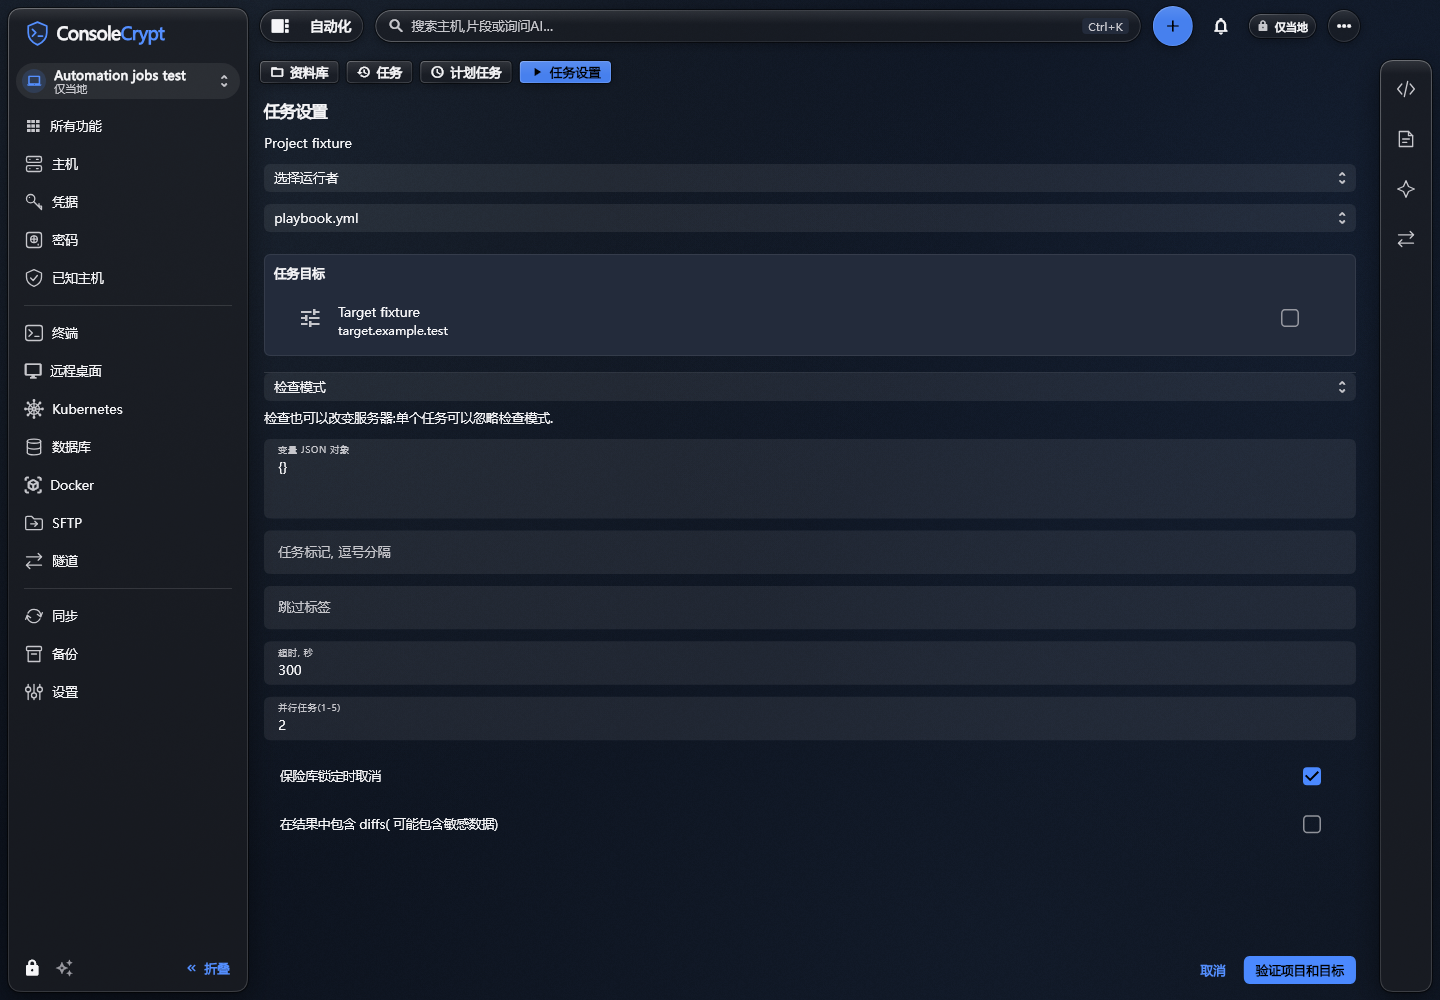 ConsoleCrypt
Automation jobs test
仅当地
所有功能
主机
凭据
密码
已知主机
终端
远程桌面
Kubernetes
数据库
Docker
SFTP
隧道
同步
备份
设置
折叠
自动化
搜索主机,片段或询问AI...
Ctrl+K
仅当地
资料库
任务
计划任务
任务设置
任务设置
Project fixture
选择运行者
playbook.yml
任务目标
Target fixture
target.example.test
检查模式
检查也可以改变服务器:单个任务可以忽略检查模式.
变量 JSON 对象
{}
任务标记, 逗号分隔
跳过标签
超时, 秒
300
并行任务(1-5)
2
保险库锁定时取消
在结果中包含 diffs( 可能包含敏感数据)
取消
验证项目和目标